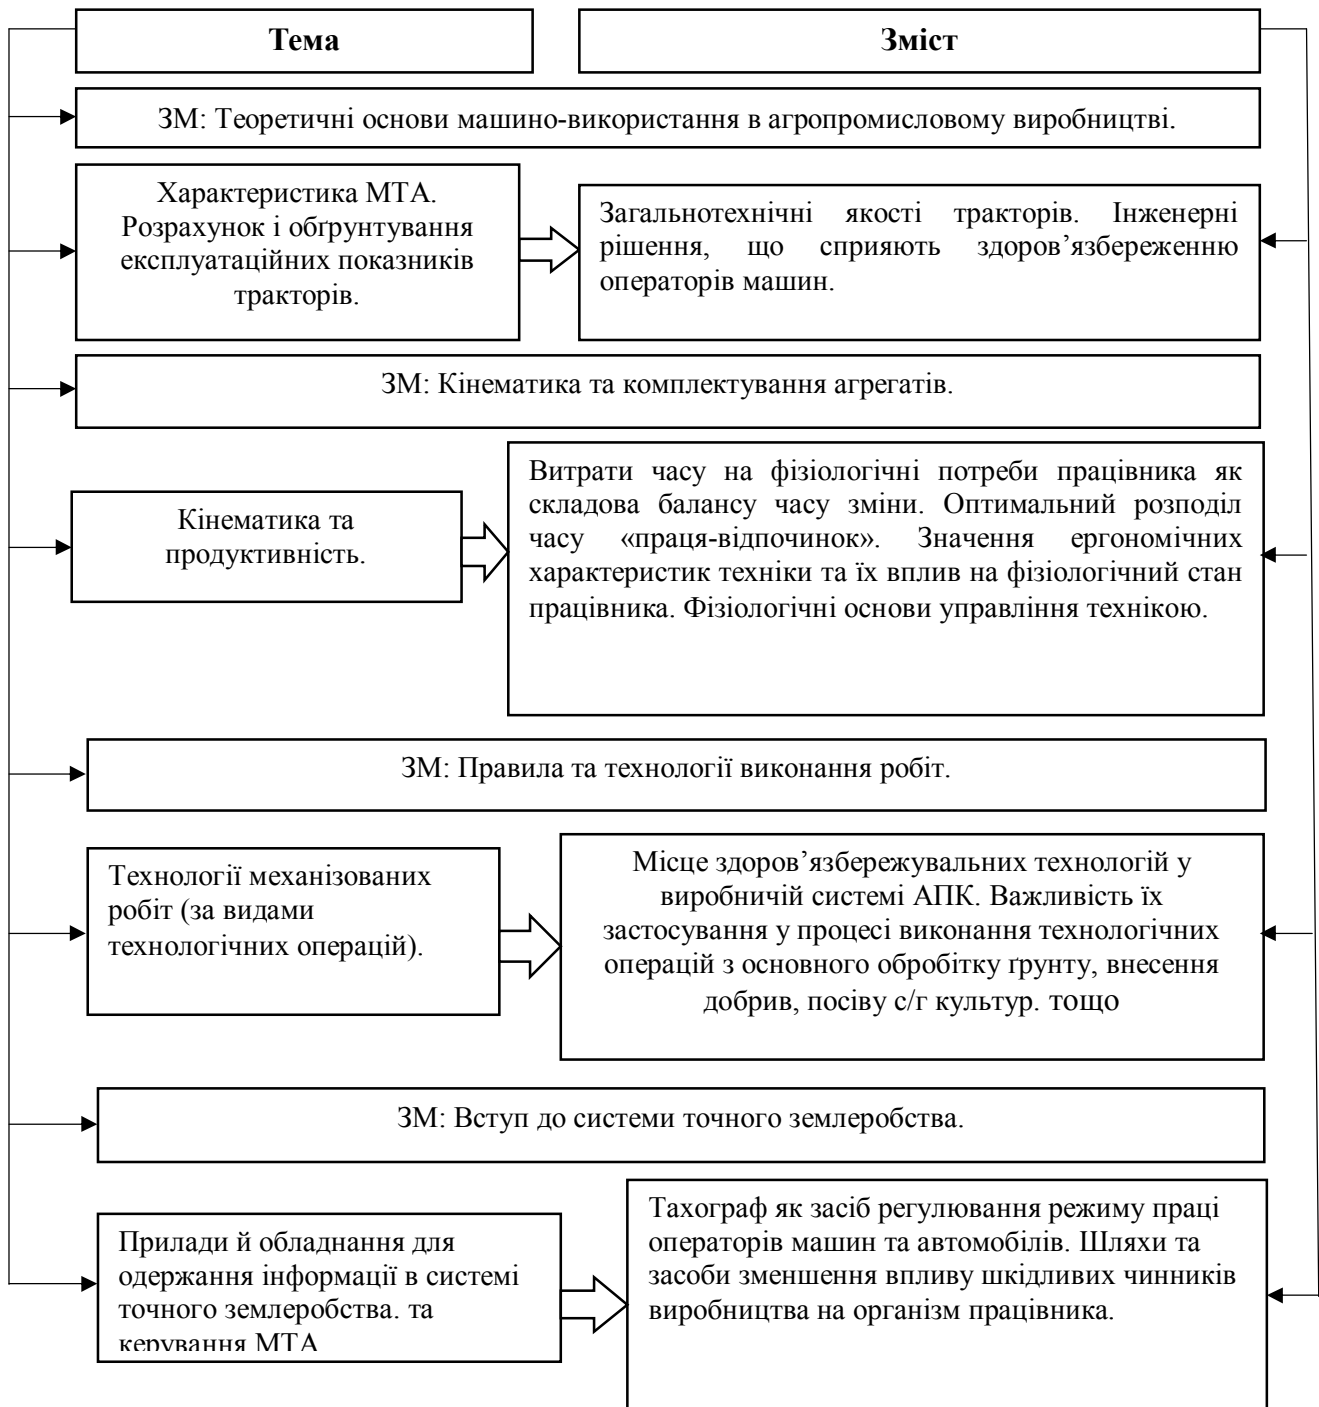 Тема
Зміст
ЗМ: Теоретичні основи машино-використання в агропромисловому виробництві.
Характеристика МТА.
Розрахунок і обґрунтування
експлуатаційних показників
тракторів.
Загальнотехнічні якості тракторів. Інженерні
рішення, що сприяють здоров’язбереженню
операторів машин.
ЗМ: Кінематика та комплектування агрегатів.
Кінематика та
продуктивність.
Витрати часу на фізіологічні потреби працівника як
складова балансу часу зміни. Оптимальний розподіл
часу «праця-відпочинок». Значення ергономічних
характеристик техніки та їх вплив на фізіологічний стан
працівника. Фізіологічні основи управління технікою.
ЗМ: Правила та технології виконання робіт.
Технології механізованих
робіт (за видами
технологічних операцій).
Місце здоров’язбережувальних технологій у
виробничій системі АПК. Важливість їх
застосування у процесі виконання технологічних
операцій з основного обробітку ґрунту, внесення
добрив, посіву с/г культур. тощо
ЗМ: Вступ до системи точного землеробства.
Прилади й обладнання для
одержання інформації в системі
точного землеробства. та
керування МТА
Тахограф як засіб регулювання режиму праці
операторів машин та автомобілів. Шляхи та
засоби зменшення впливу шкідливих чинників
виробництва на організм працівника.